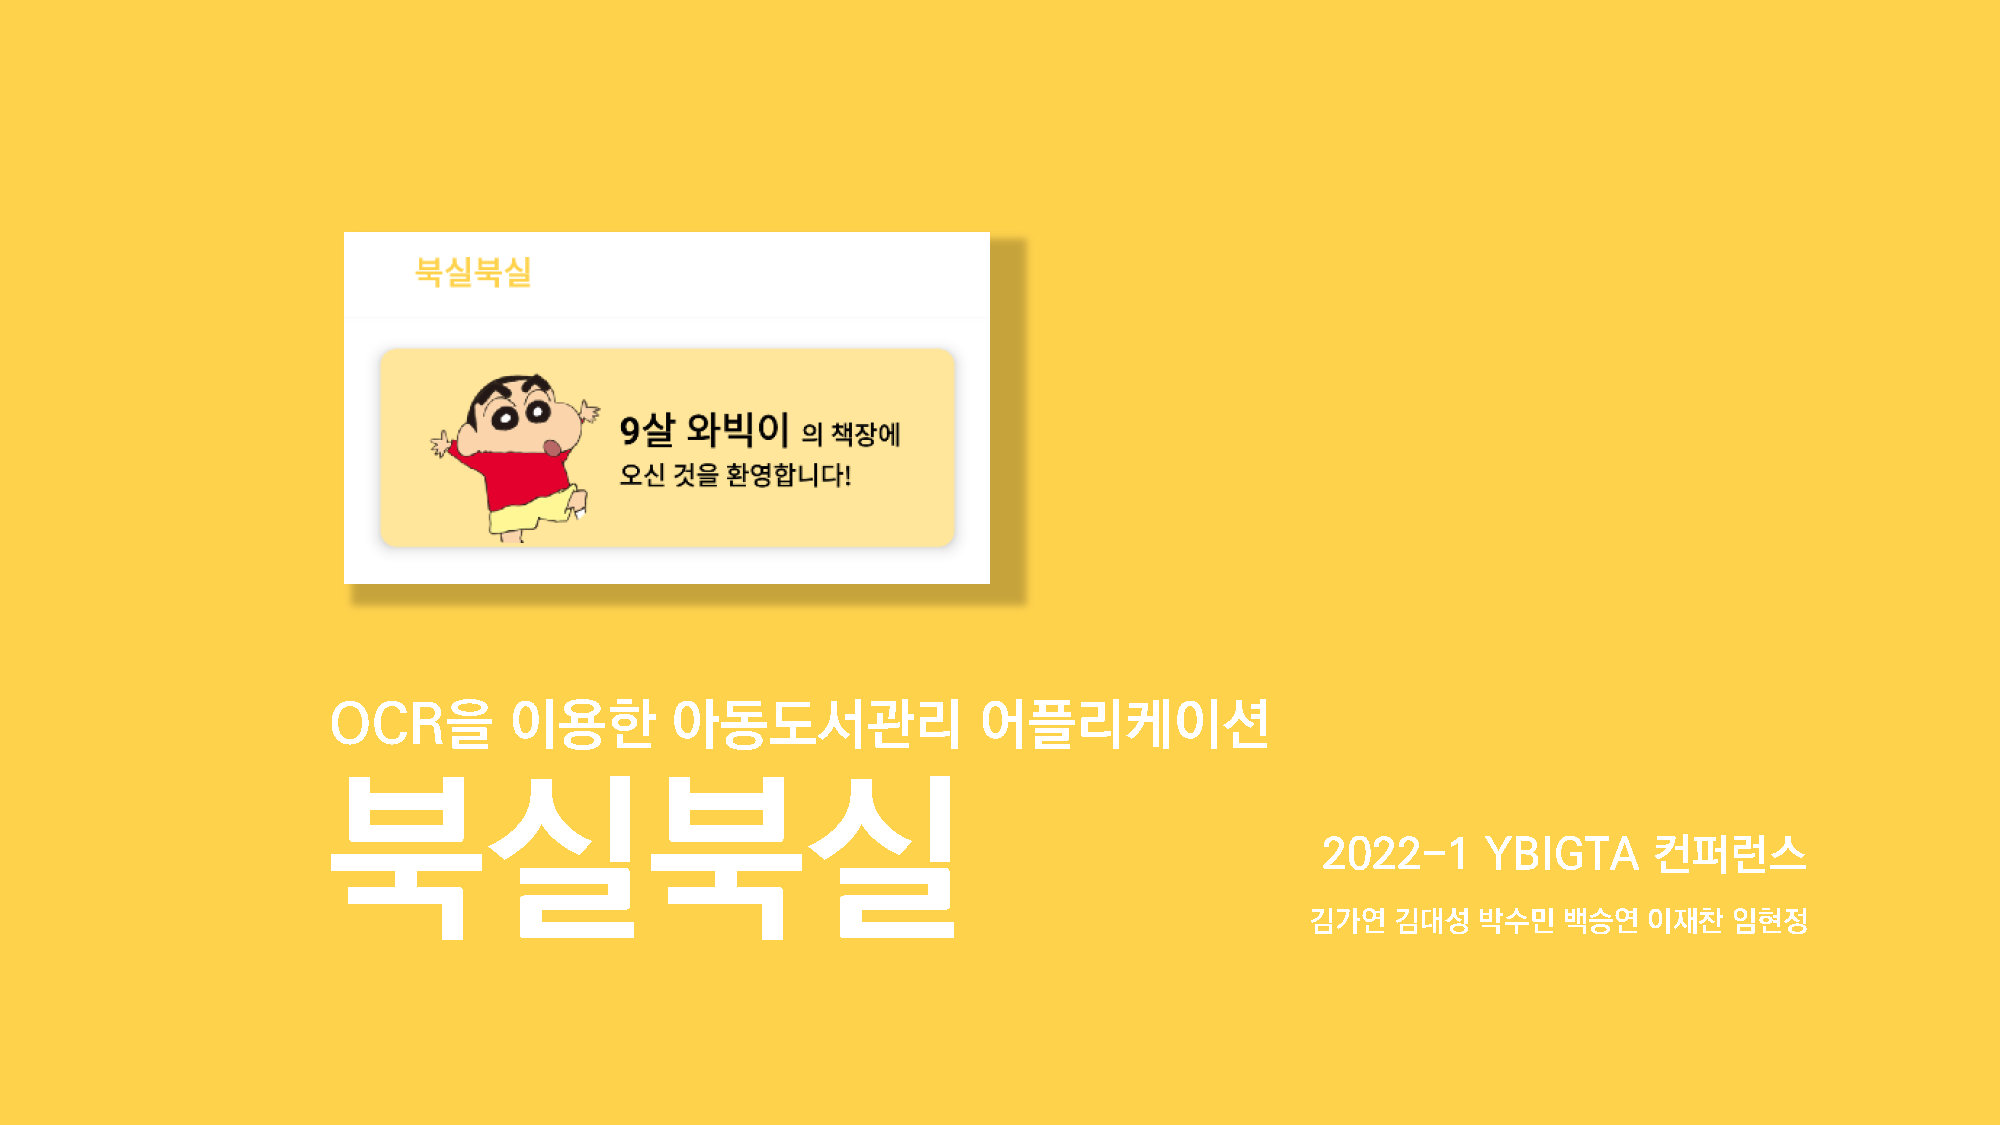 북실북실
9살 와빅이 의 책장에
오신 것을 환영합니다!
OCR을 이용한 아동도서관리 어플리케이션
북실북실
2022-1 YBIGTA 컨퍼런스
김가연 김대성 박수민 백승연 이재찬 임현정